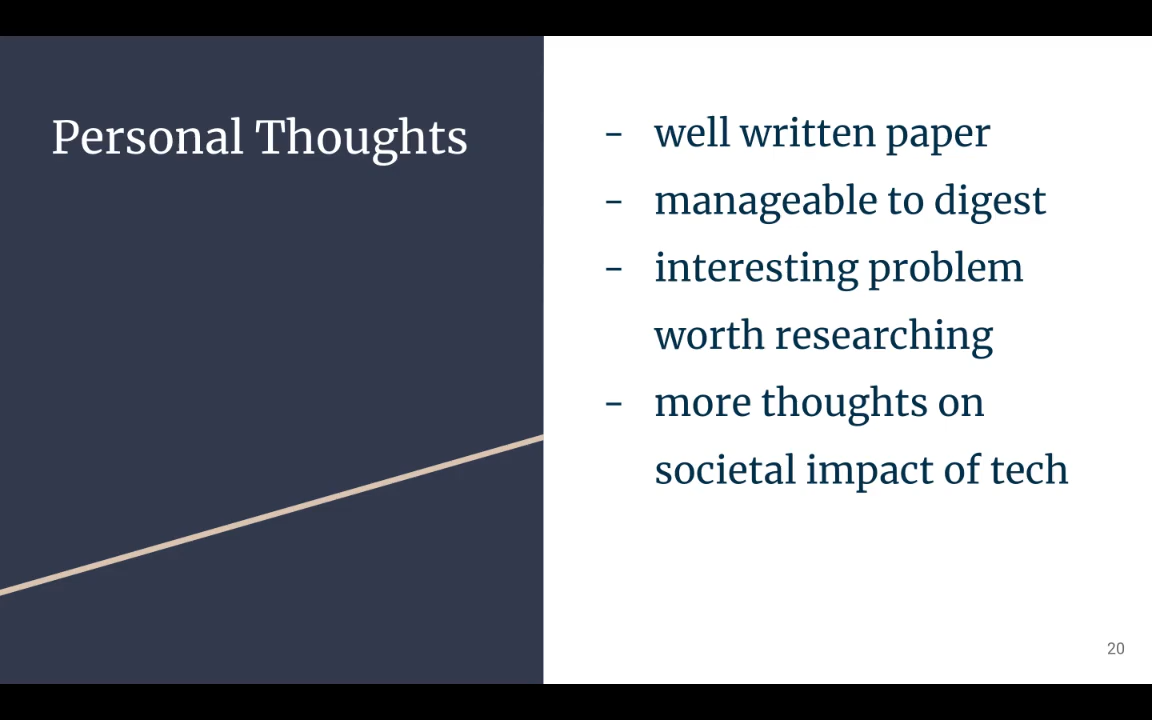 Personal Thoughts
- well written paper
- manageable to digest
- interesting problem
worth researching
- more thoughts on
societal impact of tech
20